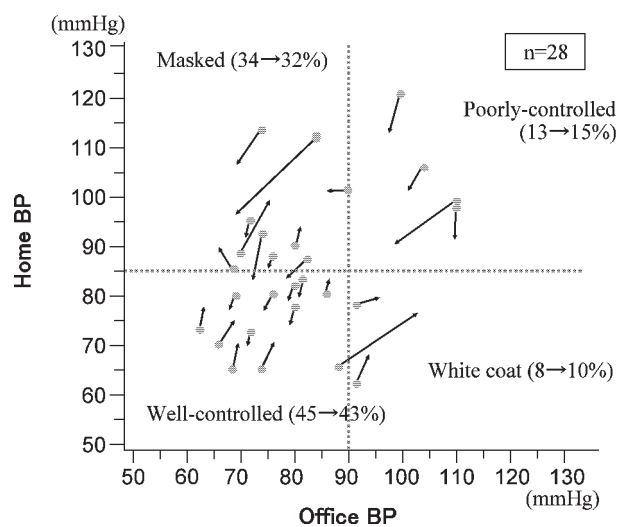 (mmHg)
130
120
110
100
90
80
70
60
50
Home BP
Masked (34→32%)
n=28
Poorly-controlled
(13→15%)
White coat (8→10%)
Well-controlled (45→43%)
50 60 70 80 90 100 110 120 130
(mmHg)
Office BP